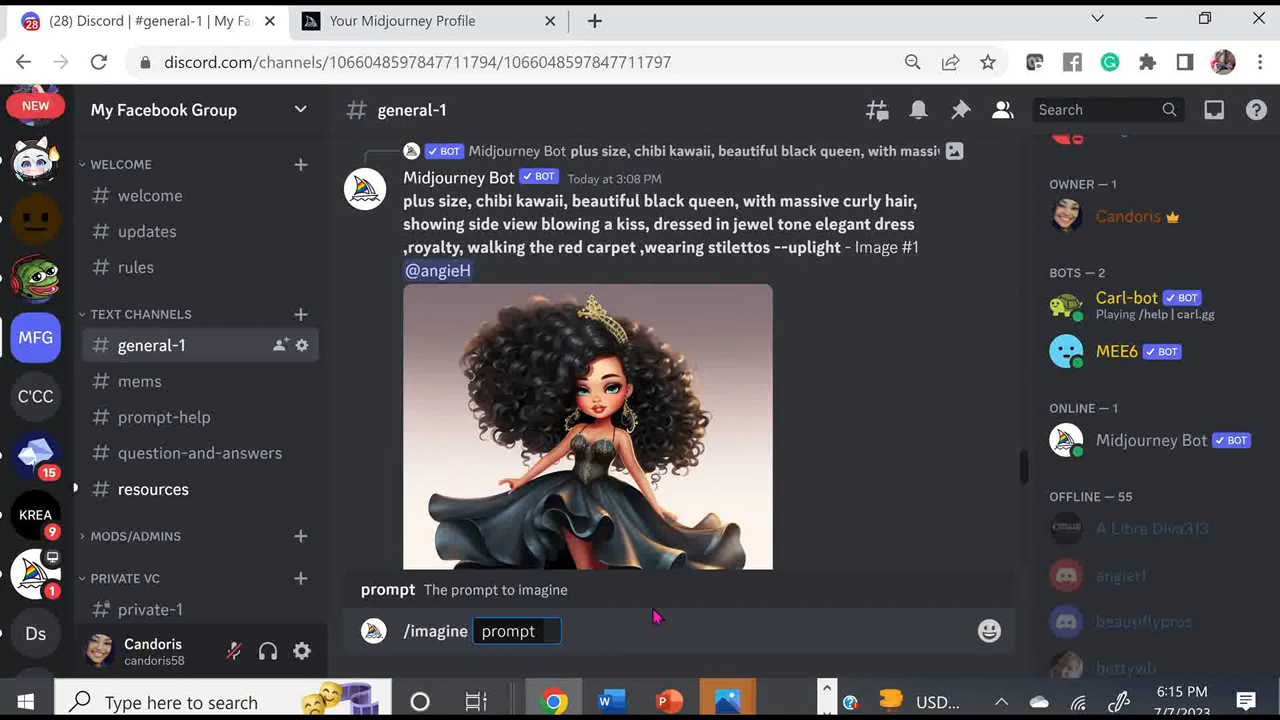 28
(28) Discord | #general-1 | My Fa
Your Midjourney Profile
discord.com/channels/1066048597847711794/1066048597847711797
NEW
My Facebook Group
general-1
Search
WELCOME
welcome
updates
rules
TEXT CHANNELS
general-1
mems
prompt-help
question-and-answers
resources
MODS/ADMINS
PRIVATE VC
private-1
MFG
C'CC
15
KREA
9
1
Ds
Candoris
candoris58
BOT Midjourney Bot plus size, chibi kawaii, beautiful black queen, with massi
Midjourney Bot BOT Today at 3:08 PM
plus size, chibi kawaii, beautiful black queen, with massive curly hair,
showing side view blowing a kiss, dressed in jewel tone elegant dress
,royalty, walking the red carpet ,wearing stilettos --uplight - Image #1
@angieH
prompt The prompt to imagine
/imagine prompt
OWNER — 1
Candoris
BOTS — 2
Carl-bot BOT
Playing /help | carl.gg
MEE6 BOT
ONLINE — 1
Midjourney Bot BOT
OFFLINE — 55
A Libra Diva313
angieH
beautiflypros
Type here to search
USD...
6:15 PM
7/7/2023